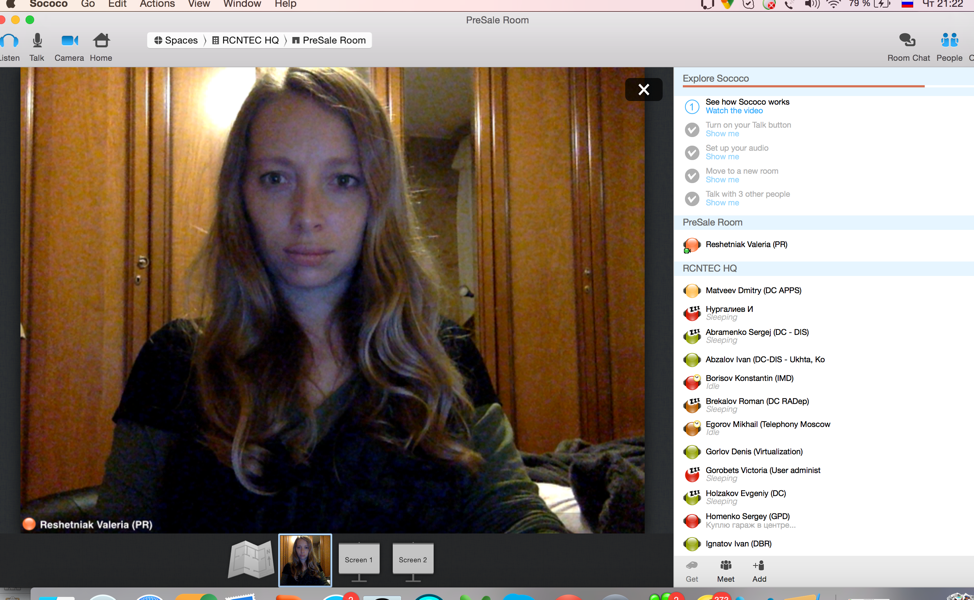 Sococo Go Edit Actions View Window Help 79 % Чт 21:22
PreSale Room
Spaces RCNTEC HQ PreSale Room
Listen Talk Camera Home
Room Chat People
Explore Sococo
1 See how Sococo works
Watch the video
Turn on your Talk button
Show me
Set up your audio
Show me
Move to a new room
Show me
Talk with 3 other people
Show me
PreSale Room
Reshetniak Valeria (PR)
RCNTEC HQ
Matveev Dmitry (DC APPS)
Нургалиев И
Sleeping
Abramenko Sergej (DC - DIS)
Sleeping
Abzalov Ivan (DC-DIS - Ukhta, Ko
Borisov Konstantin (IMD)
Idle
Brekalov Roman (DC RADep)
Sleeping
Egorov Mikhail (Telephony Moscow
Idle
Gorlov Denis (Virtualization)
Gorobets Victoria (User administ
Sleeping
Holzakov Evgeniy (DC)
Sleeping
Homenko Sergey (GPD)
Куплю гараж в центре...
Ignatov Ivan (DBR)
Reshetniak Valeria (PR)
Screen 1 Screen 2
Get Meet Add
2 2 273